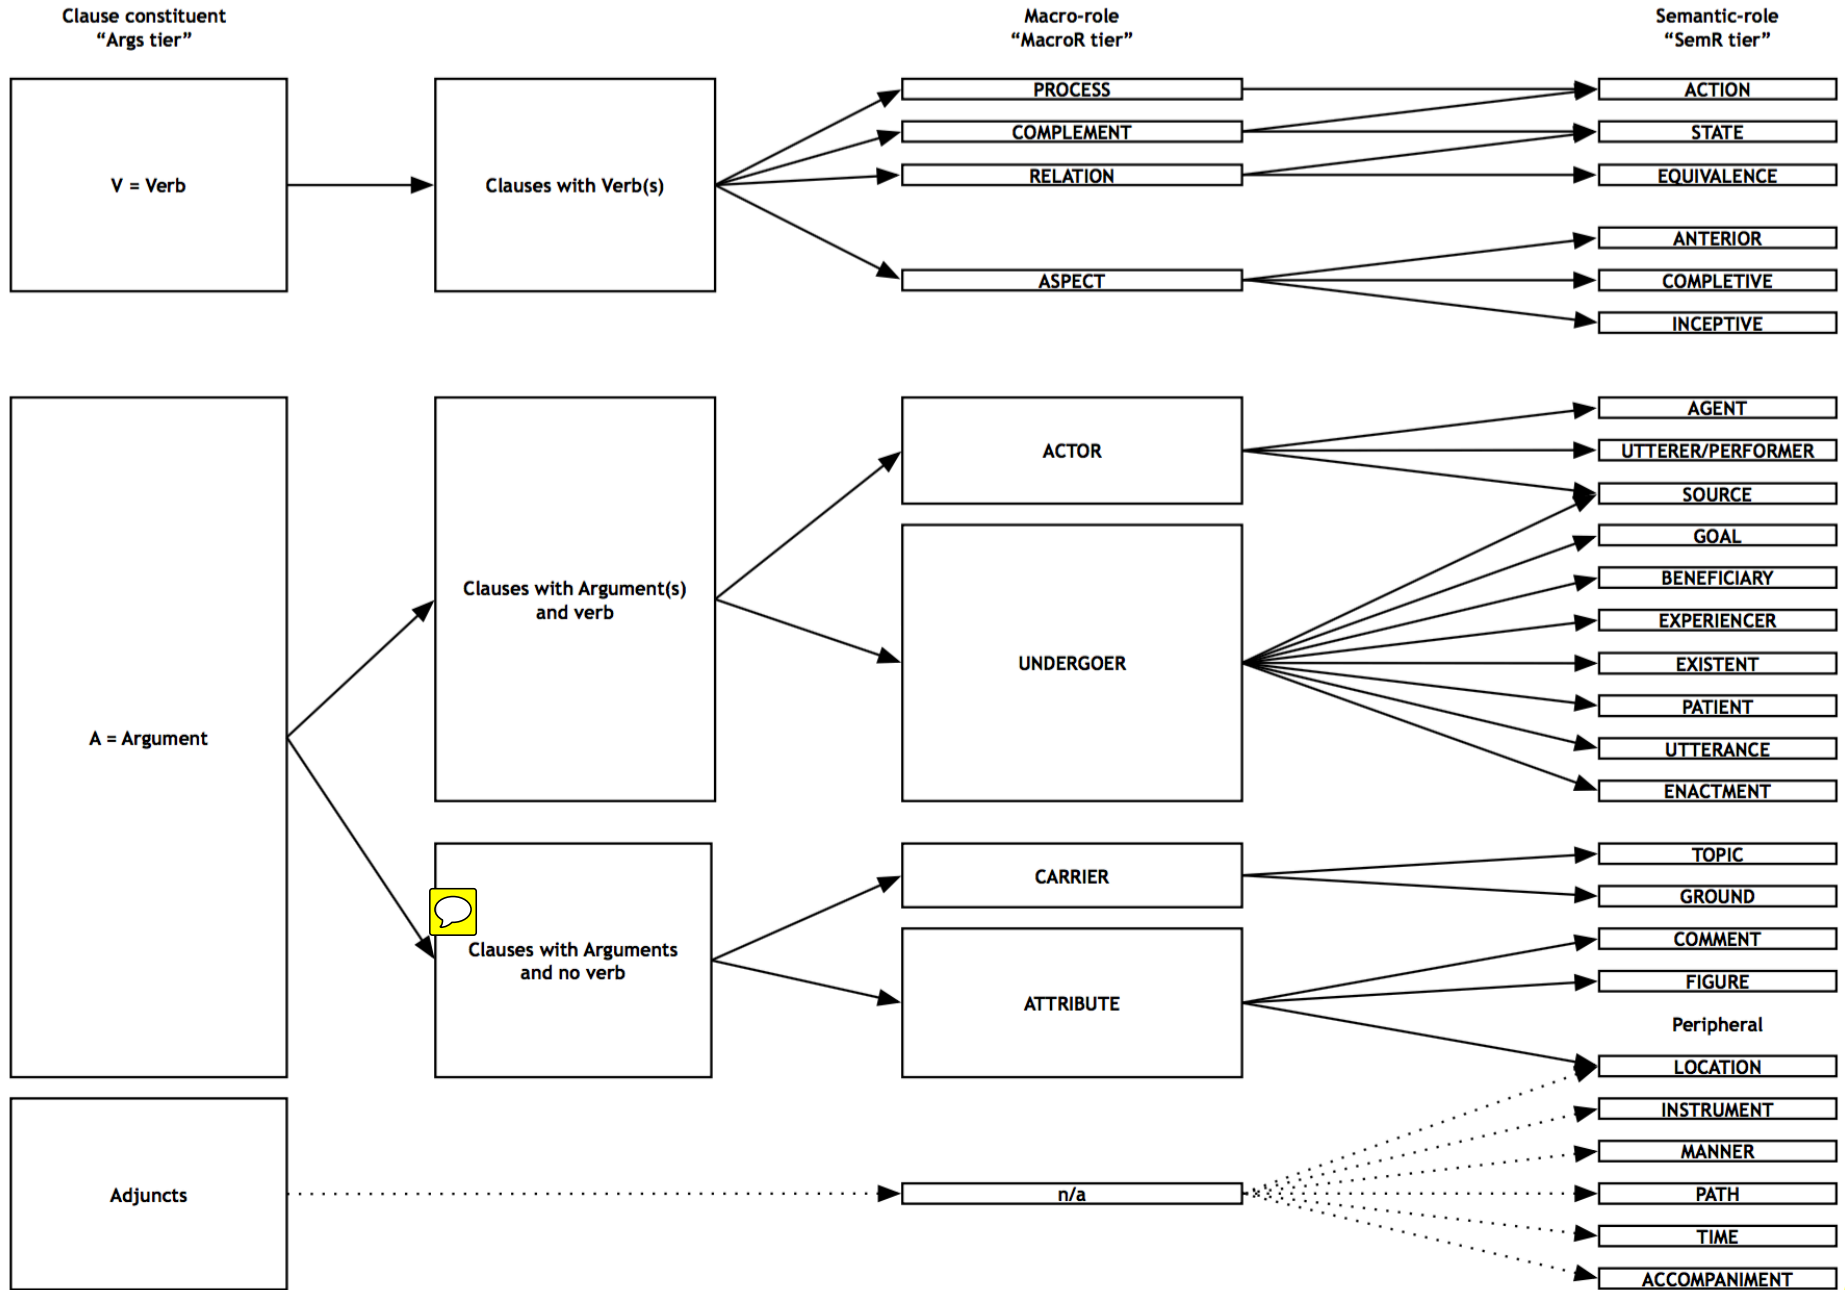 Clause constituent
“Args tier”
Macro-role
“MacroR tier”
Semantic-role
“SemR tier”
V = Verb
Clauses with Verb(s)
PROCESS
COMPLEMENT
RELATION
ASPECT
ACTION
STATE
EQUIVALENCE
ANTERIOR
COMPLETIVE
INCEPTIVE
A = Argument
Clauses with Argument(s)
and verb
ACTOR
UNDERGOER
AGENT
UTTERER/PERFORMER
SOURCE
GOAL
BENEFICIARY
EXPERIENCER
EXISTENT
PATIENT
UTTERANCE
ENACTMENT
Clauses with Arguments
and no verb
CARRIER
ATTRIBUTE
TOPIC
GROUND
COMMENT
FIGURE
Peripheral
LOCATION
Adjuncts
n/a
INSTRUMENT
MANNER
PATH
TIME
ACCOMPANIMENT